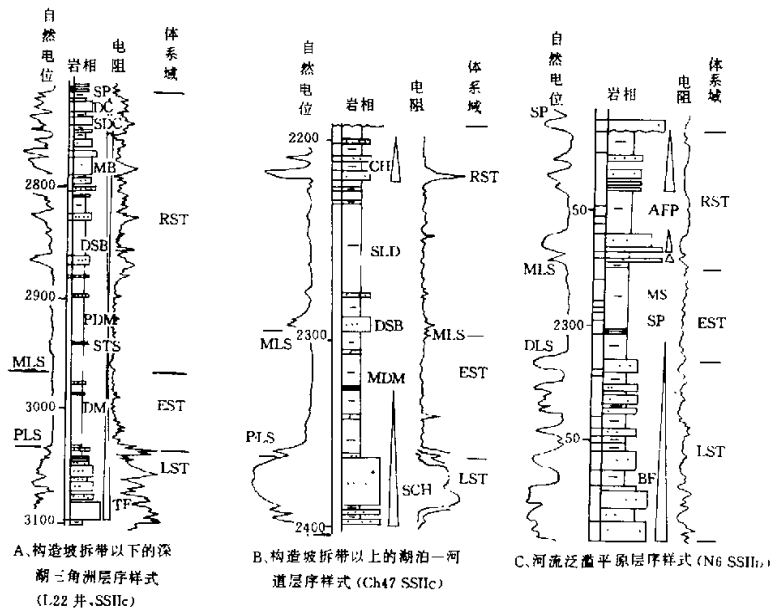 自然电位
岩相
电阻
体系域
SP
DC
SDC
MB
2800
RST
DSB
2900
PDM
STS
MLS
3000
DM
EST
PLS
LST
TF
3100
A、构造坡折带以下的深
湖三角洲层序样式
(L22 井,SSⅡc)
自然电位
岩相
电阻
体系域
2200
CH
RST
SLD
DSB
MLS
2300
MLS
MDM
EST
PLS
LST
SCH
2400
B、构造坡折带以上的湖泊—河
道层序样式(Ch47 SSⅡc)
自然电位
岩相
电阻
体系域
SP
50
AFP
RST
MLS
MS
SP
2300
EST
DLS
50
LST
BF
C、河流泛滥平原层序样式(N6 SSⅡb)